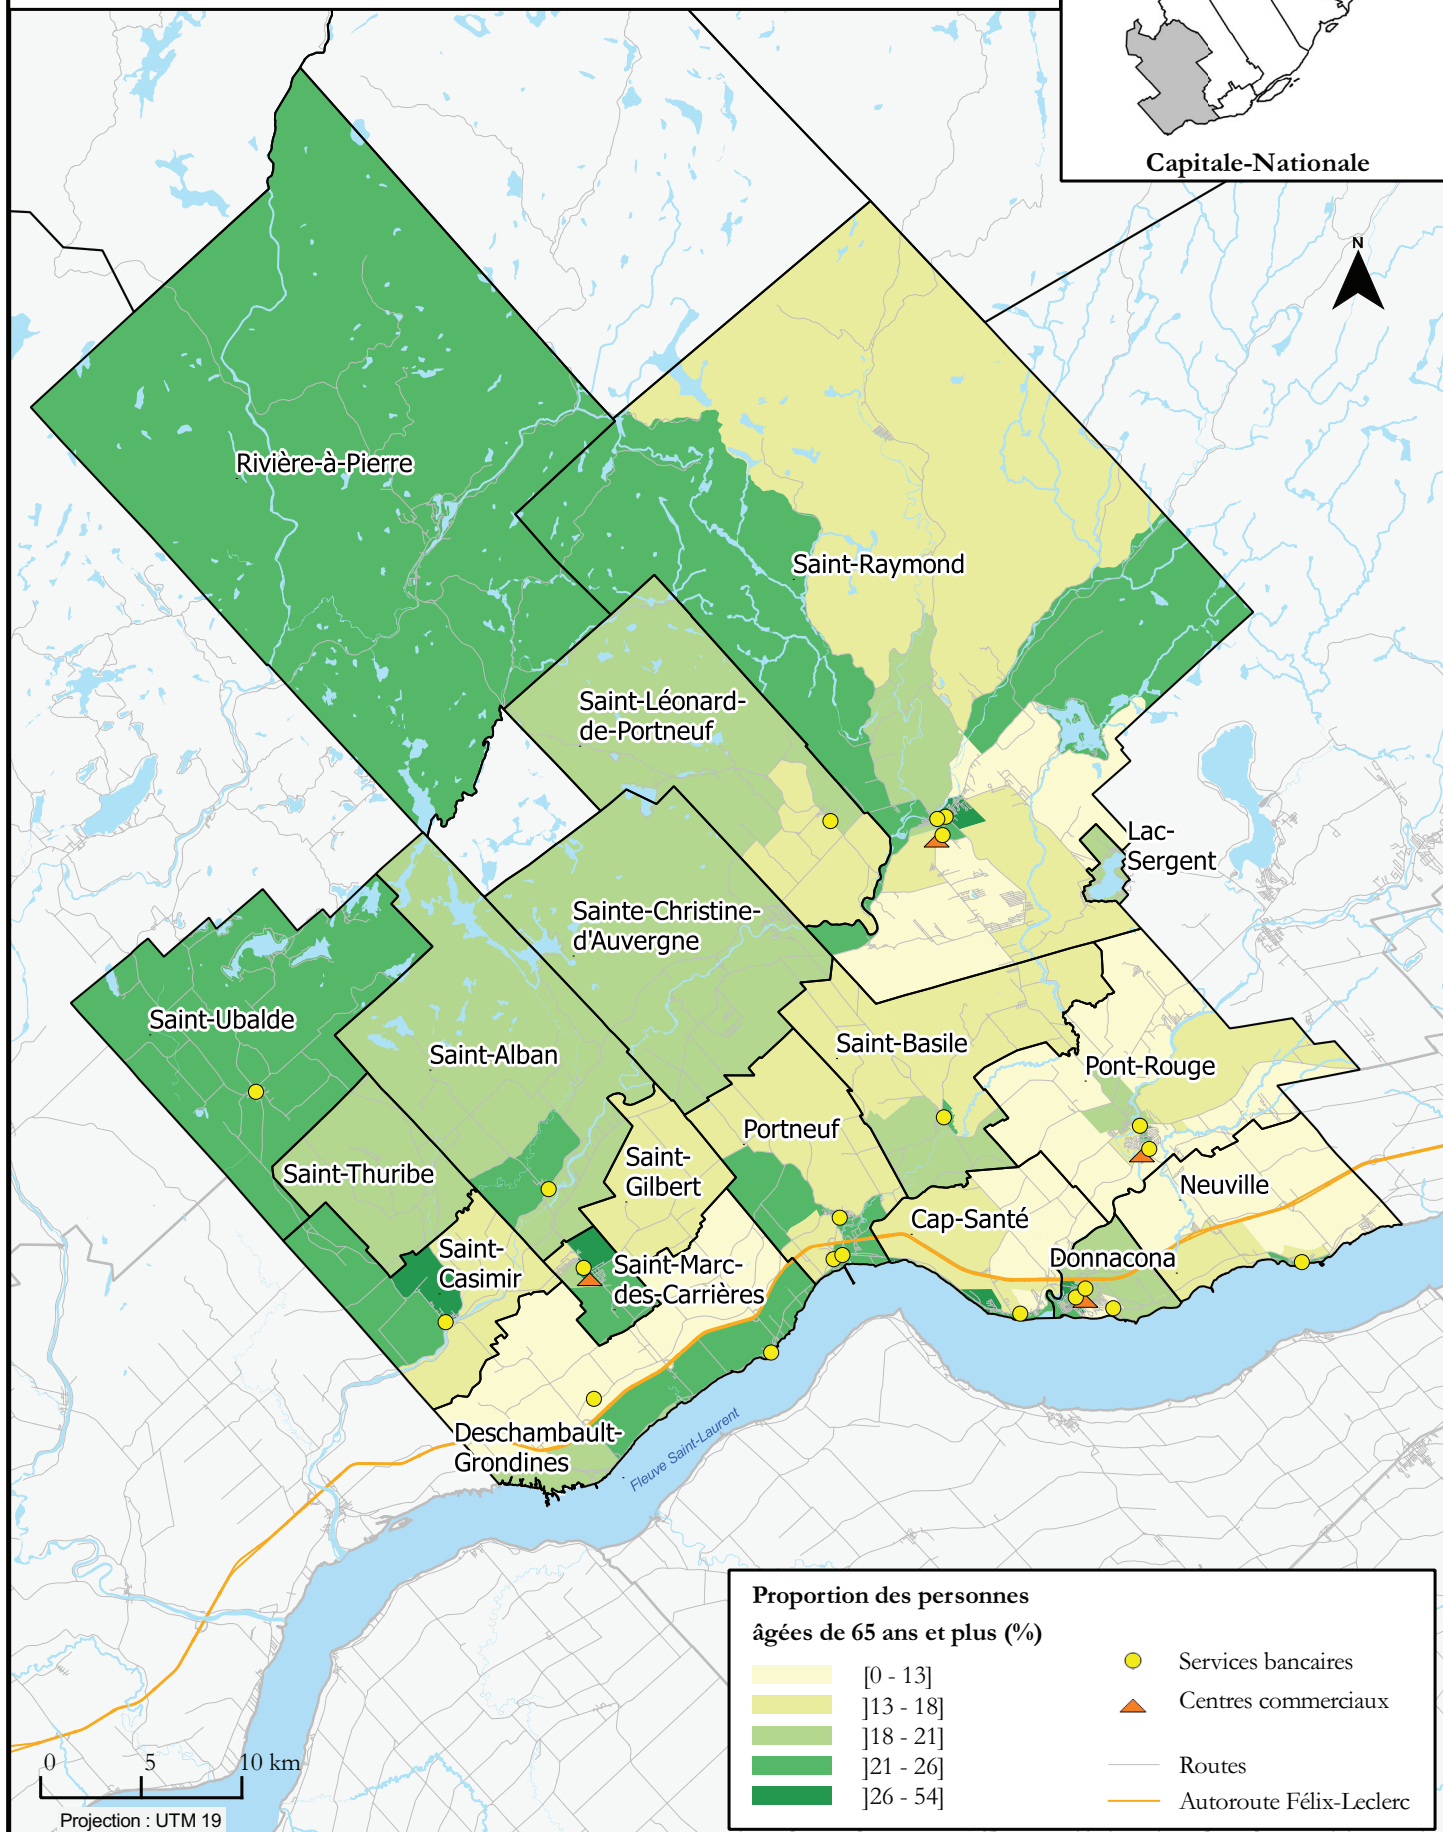 Capitale-Nationale
N
Rivière-à-Pierre
Saint-Raymond
Saint-Léonard-
de-Portneuf
Lac-
Sergent
Sainte-Christine-
d'Auvergne
Saint-Ubalde
Saint-Alban
Saint-Basile
Pont-Rouge
Portneuf
Saint-Thuribe
Saint-
Gilbert
Neuville
Cap-Santé
Saint-
Casimir
Donnacona
Saint-Marc-
des-Carrières
Deschambault-
Grondines
Fleuve Saint-Laurent
Proportion des personnes
âgées de 65 ans et plus (%)
[0 - 13]
]13 - 18]
]18 - 21]
]21 - 26]
]26 - 54]
Services bancaires
Centres commerciaux
Routes
Autoroute Félix-Leclerc
0 5 10 km
Projection : UTM 19